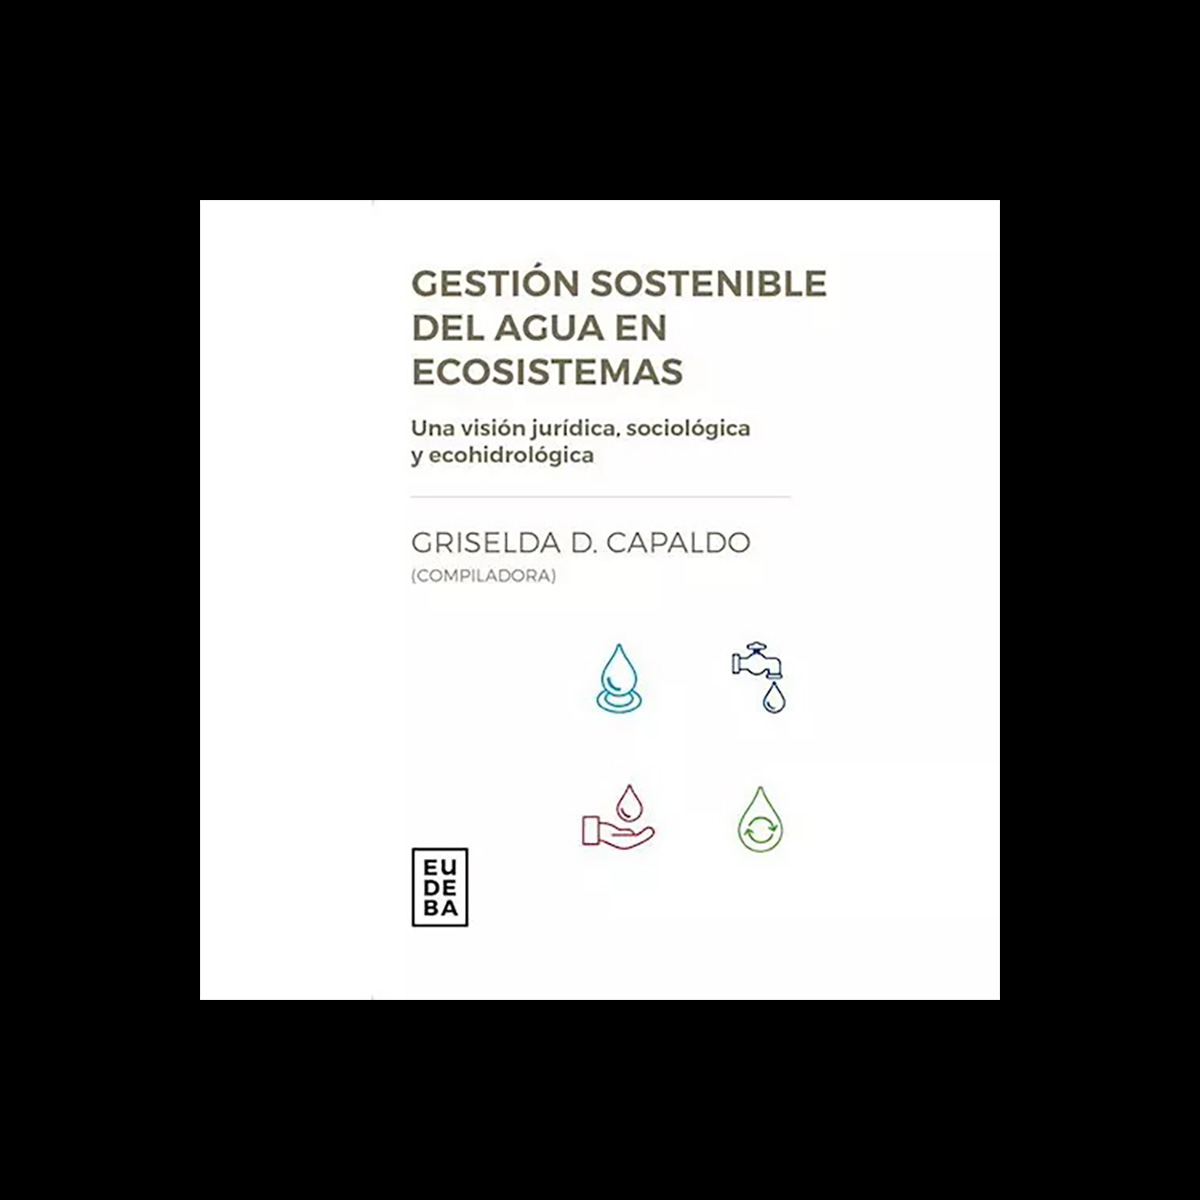 GESTIÓN SOSTENIBLE
DEL AGUA EN
ECOSISTEMAS
Una visión jurídica, sociológica
y ecohidrológica
GRISELDA D. CAPALDO
(COMPILADORA)
EU
DE
BA